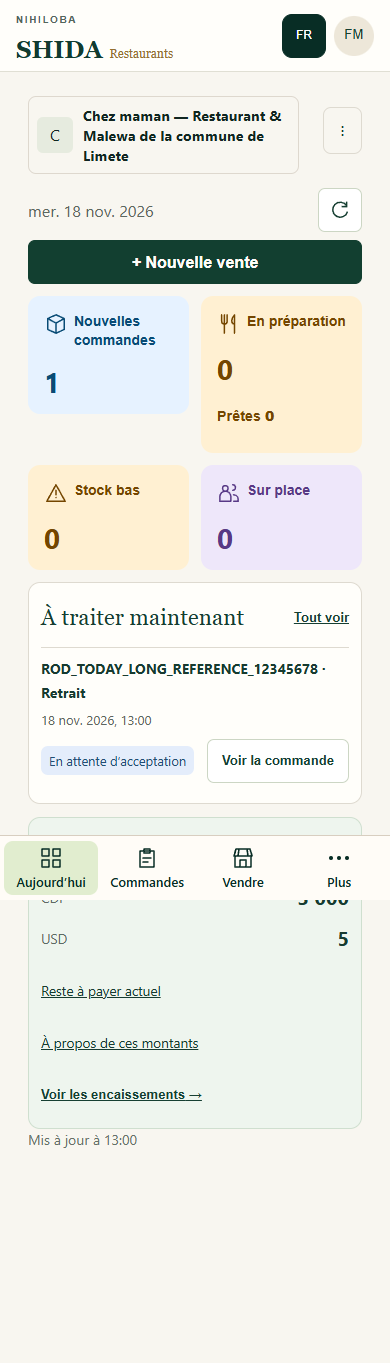 NIHILOBA
SHIDA Restaurants
FR
FM
C
Chez maman — Restaurant &
Malewa de la commune de
Limete
mer. 18 nov. 2026
+ Nouvelle vente
Nouvelles
commandes
1
En préparation
0
Prêtes 0
Stock bas
0
Sur place
0
À traiter maintenant
Tout voir
ROD_TODAY_LONG_REFERENCE_12345678 ·
Retrait
18 nov. 2026, 13:00
En attente d’acceptation
Voir la commande
Aujourd’hui
Commandes
Vendre
Plus
USD
5
Reste à payer actuel
À propos de ces montants
Voir les encaissements →
Mis à jour à 13:00